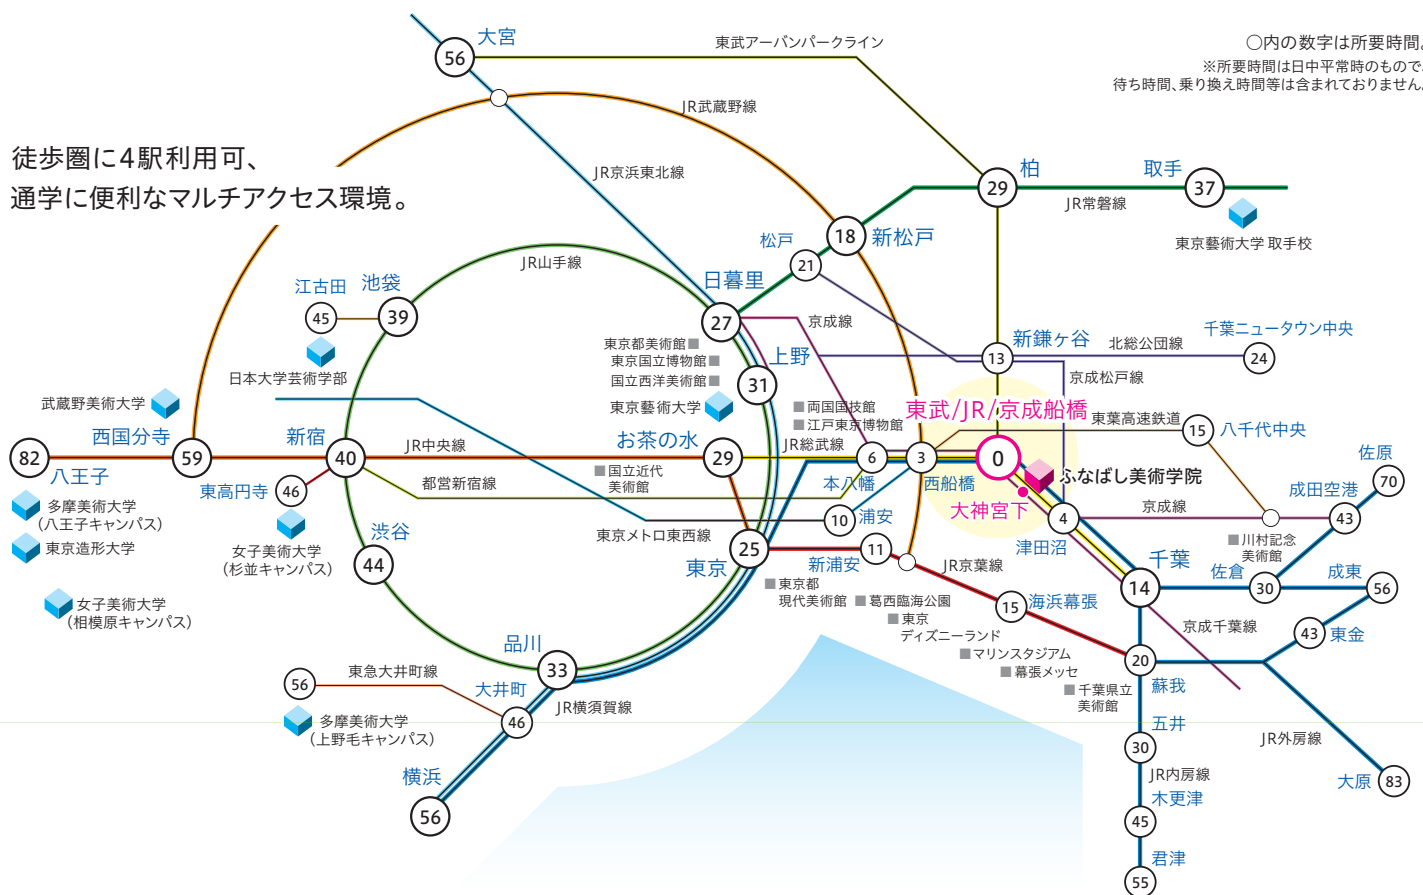 大宮
56
東武アーバンパークライン
○内の数字は所要時間。
※所要時間は日中平常時のもので、
待ち時間、乗り換え時間等は含まれておりません。
JR武蔵野線
徒歩圏に4駅利用可、
通学に便利なマルチアクセス環境。
JR京浜東北線
柏
29
取手
37
JR常磐線
東京藝術大学 取手校
18
新松戸
松戸
21
JR山手線
日暮里
27
江古田
45
池袋
39
日本大学芸術学部
京成線
新鎌ヶ谷
13
北総公団線
千葉ニュータウン中央
24
東京都美術館■
東京国立博物館■
国立西洋美術館■
東京藝術大学
上野
31
京成松戸線
武蔵野美術大学
■両国国技館
■江戸東京博物館
東武/JR/京成船橋
0
東葉高速鉄道
15
八千代中央
82
八王子
西国分寺
59
新宿
40
JR中央線
お茶の水
29
JR総武線
6
本八幡
3
西船橋
ふなばし美術学院
大神宮下
佐原
70
成田空港
43
東高円寺
46
都営新宿線
■国立近代
美術館
多摩美術大学
(八王子キャンパス)
東京造形大学
女子美術大学
(杉並キャンパス)
女子美術大学
(相模原キャンパス)
渋谷
44
東京メトロ東西線
10
浦安
4
津田沼
京成線
■川村記念
美術館
東京
25
新浦安
11
JR京葉線
千葉
14
佐倉
30
成東
56
■東京都
現代美術館
■葛西臨海公園
■東京
ディズニーランド
15
海浜幕張
■マリンスタジアム
■幕張メッセ
■千葉県立
美術館
京成千葉線
43
東金
20
蘇我
品川
33
東急大井町線
56
大井町
46
多摩美術大学
(上野毛キャンパス)
JR横須賀線
横浜
56
五井
30
JR内房線
木更津
45
君津
55
JR外房線
大原
83